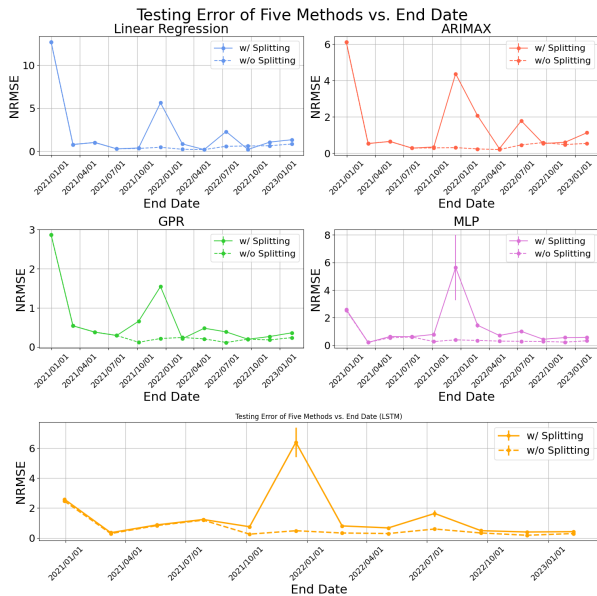 Testing Error of Five Methods vs. End Date
Linear Regression
NRMSE
10
5
0
w/ Splitting
w/o Splitting
2021/01/01 2021/04/01 2021/07/01 2021/10/01 2022/01/01 2022/04/01 2022/07/01 2022/10/01 2023/01/01
End Date
ARIMAX
NRMSE
6
4
2
0
w/ Splitting
w/o Splitting
2021/01/01 2021/04/01 2021/07/01 2021/10/01 2022/01/01 2022/04/01 2022/07/01 2022/10/01 2023/01/01
End Date
GPR
NRMSE
3
2
1
0
w/ Splitting
w/o Splitting
2021/01/01 2021/04/01 2021/07/01 2021/10/01 2022/01/01 2022/04/01 2022/07/01 2022/10/01 2023/01/01
End Date
MLP
NRMSE
8
6
4
2
0
w/ Splitting
w/o Splitting
2021/01/01 2021/04/01 2021/07/01 2021/10/01 2022/01/01 2022/04/01 2022/07/01 2022/10/01 2023/01/01
End Date
Testing Error of Five Methods vs. End Date (LSTM)
NRMSE
6
4
2
0
w/ Splitting
w/o Splitting
2021/01/01 2021/04/01 2021/07/01 2021/10/01 2022/01/01 2022/04/01 2022/07/01 2022/10/01 2023/01/01
End Date